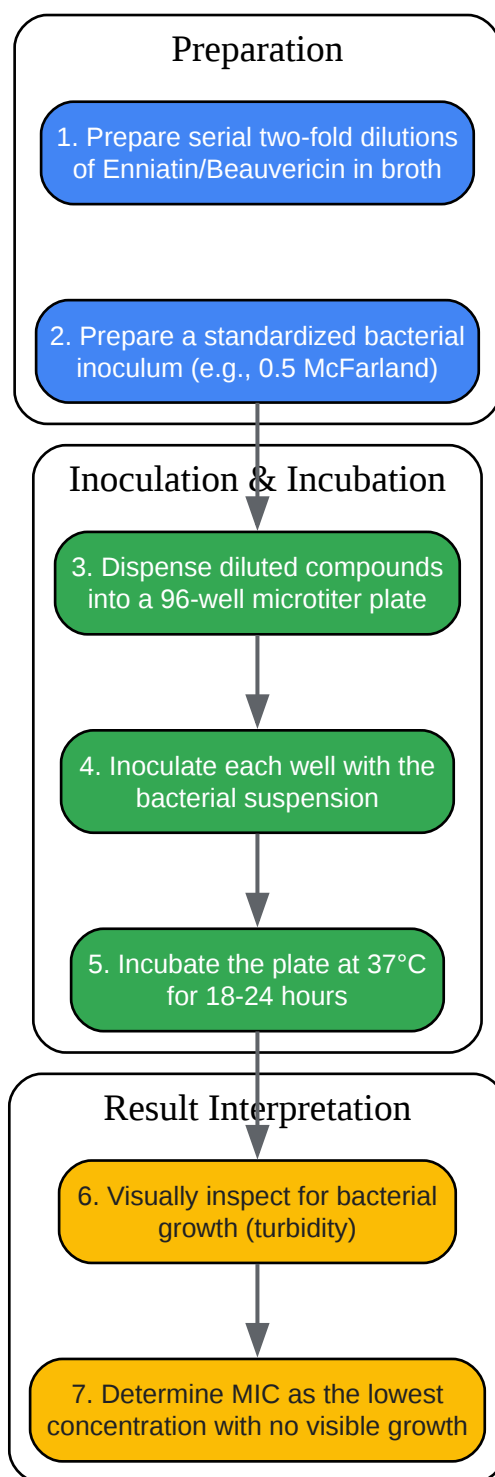 Preparation
1. Prepare serial two-fold dilutions
of Enniatin/Beauvericin in broth
2. Prepare a standardized bacterial
inoculum (e.g., 0.5 McFarland)
Inoculation & Incubation
3. Dispense diluted compounds
into a 96-well microtiter plate
4. Inoculate each well with the
bacterial suspension
5. Incubate the plate at 37°C
for 18-24 hours
Result Interpretation
6. Visually inspect for bacterial
growth (turbidity)
7. Determine MIC as the lowest
concentration with no visible growth